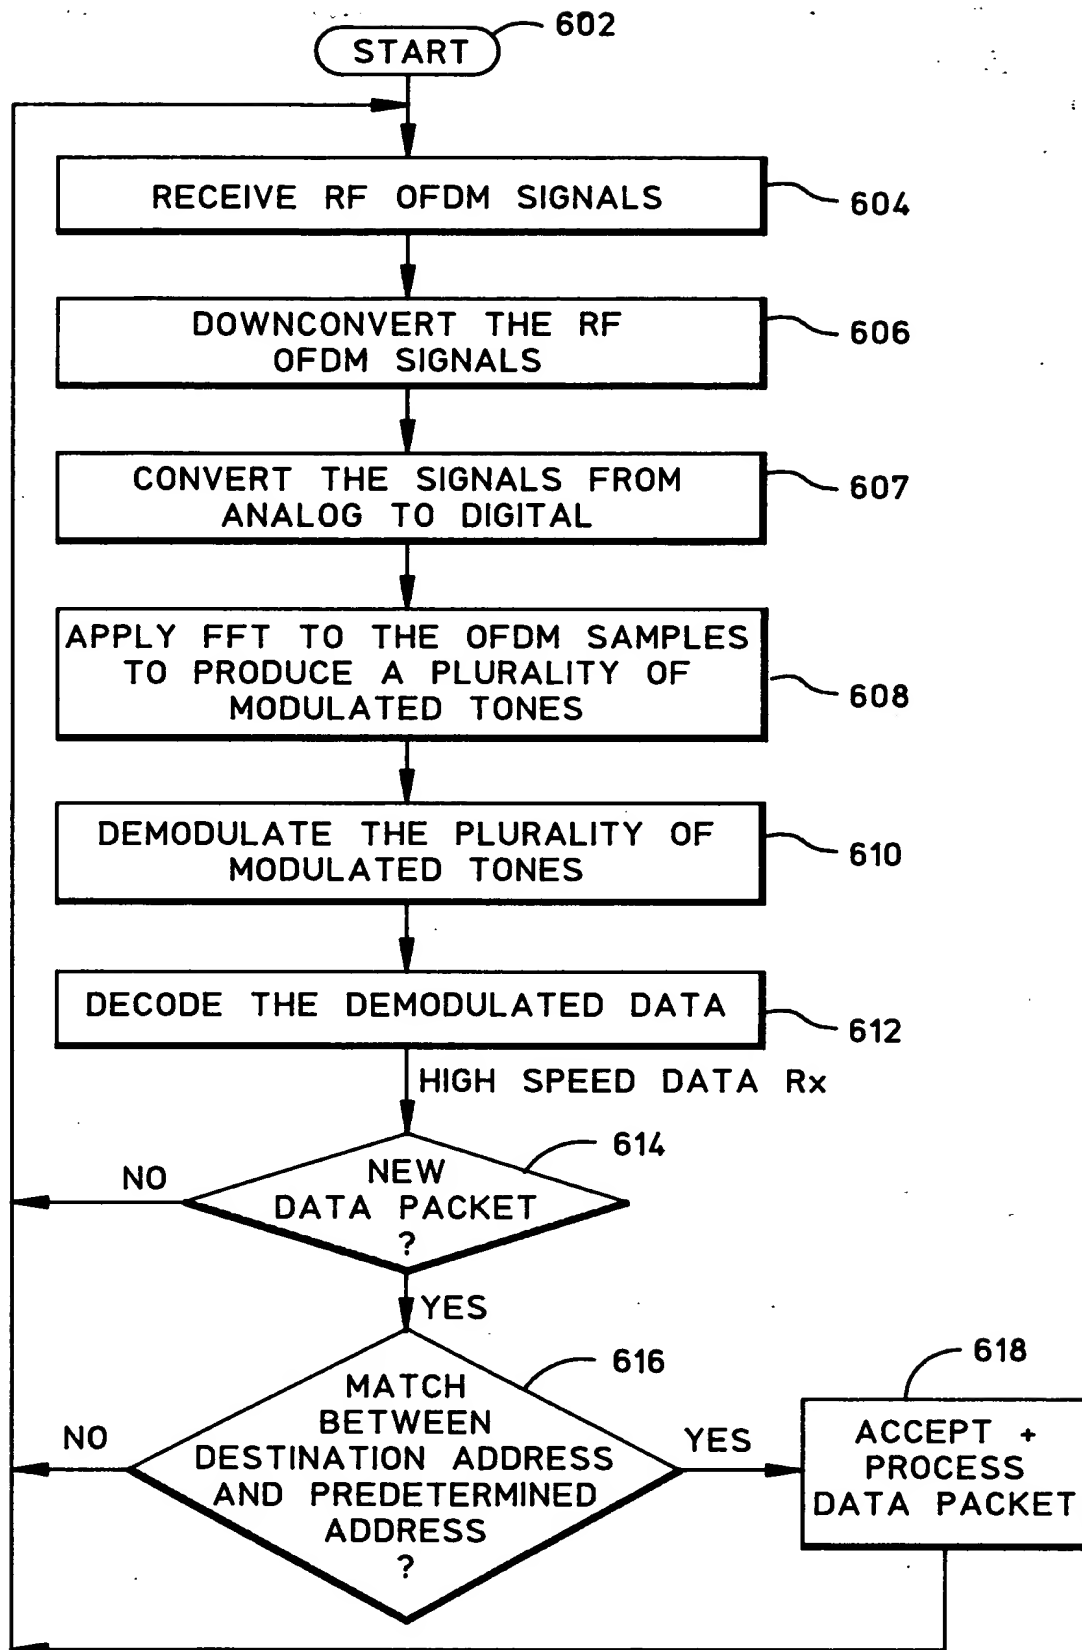 602
START
RECEIVE RF OFDM SIGNALS
604
DOWNCONVERT THE RF
OFDM SIGNALS
606
CONVERT THE SIGNALS FROM
ANALOG TO DIGITAL
607
APPLY FFT TO THE OFDM SAMPLES
TO PRODUCE A PLURALITY OF
MODULATED TONES
608
DEMODULATE THE PLURALITY OF
MODULATED TONES
610
DECODE THE DEMODULATED DATA
612
HIGH SPEED DATA Rx
614
NO
NEW
DATA PACKET
?
YES
616
618
MATCH
BETWEEN
DESTINATION ADDRESS
AND PREDETERMINED
ADDRESS
?
NO
YES
ACCEPT +
PROCESS
DATA PACKET